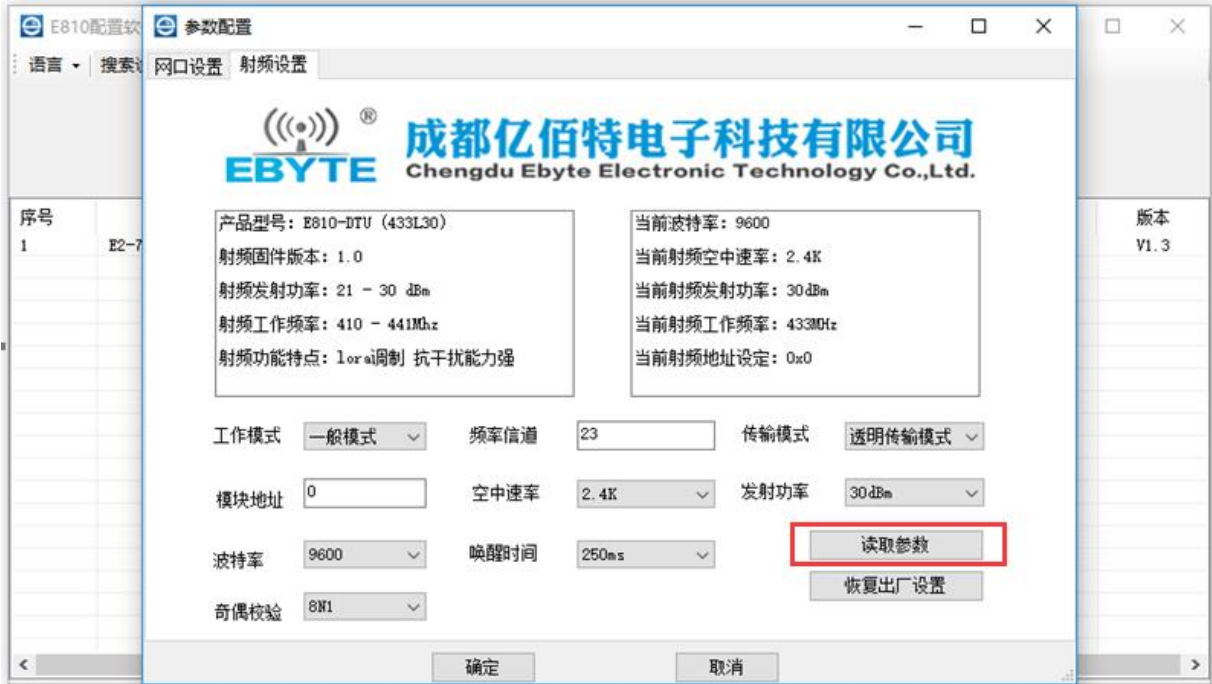 E810配置软
参数配置
语言
搜索
网口设置
射频设置
®
EBYTE
成都亿佰特电子科技有限公司
Chengdu Ebyte Electronic Technology Co.,Ltd.
序号
版本
1
E2-7
V1.3
产品型号: E810-DTU (433L30)
射频固件版本: 1.0
射频发射功率: 21 - 30 dBm
射频工作频率: 410 - 441Mhz
射频功能特点: lora调制 抗干扰能力强
当前波特率: 9600
当前射频空中速率: 2.4K
当前射频发射功率: 30dBm
当前射频工作频率: 433MHz
当前射频地址设定: 0x0
工作模式 一般模式 频率信道 23 传输模式 透明传输模式
模块地址 0 空中速率 2.4K 发射功率 30dBm
波特率 9600 唤醒时间 250ms 读取参数
恢复出厂设置
奇偶校验 8N1
确定 取消